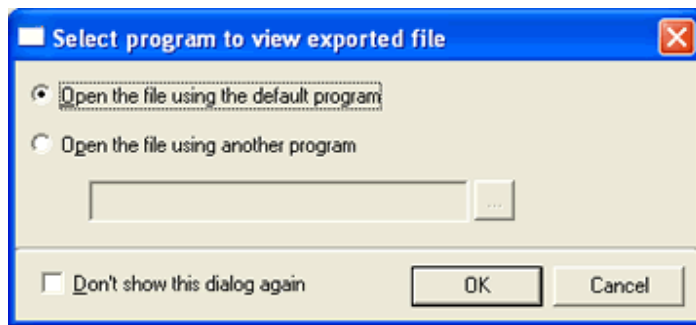 Select program to view exported file
Open the file using the default program
Open the file using another program
...
Don't show this dialog again
OK
Cancel